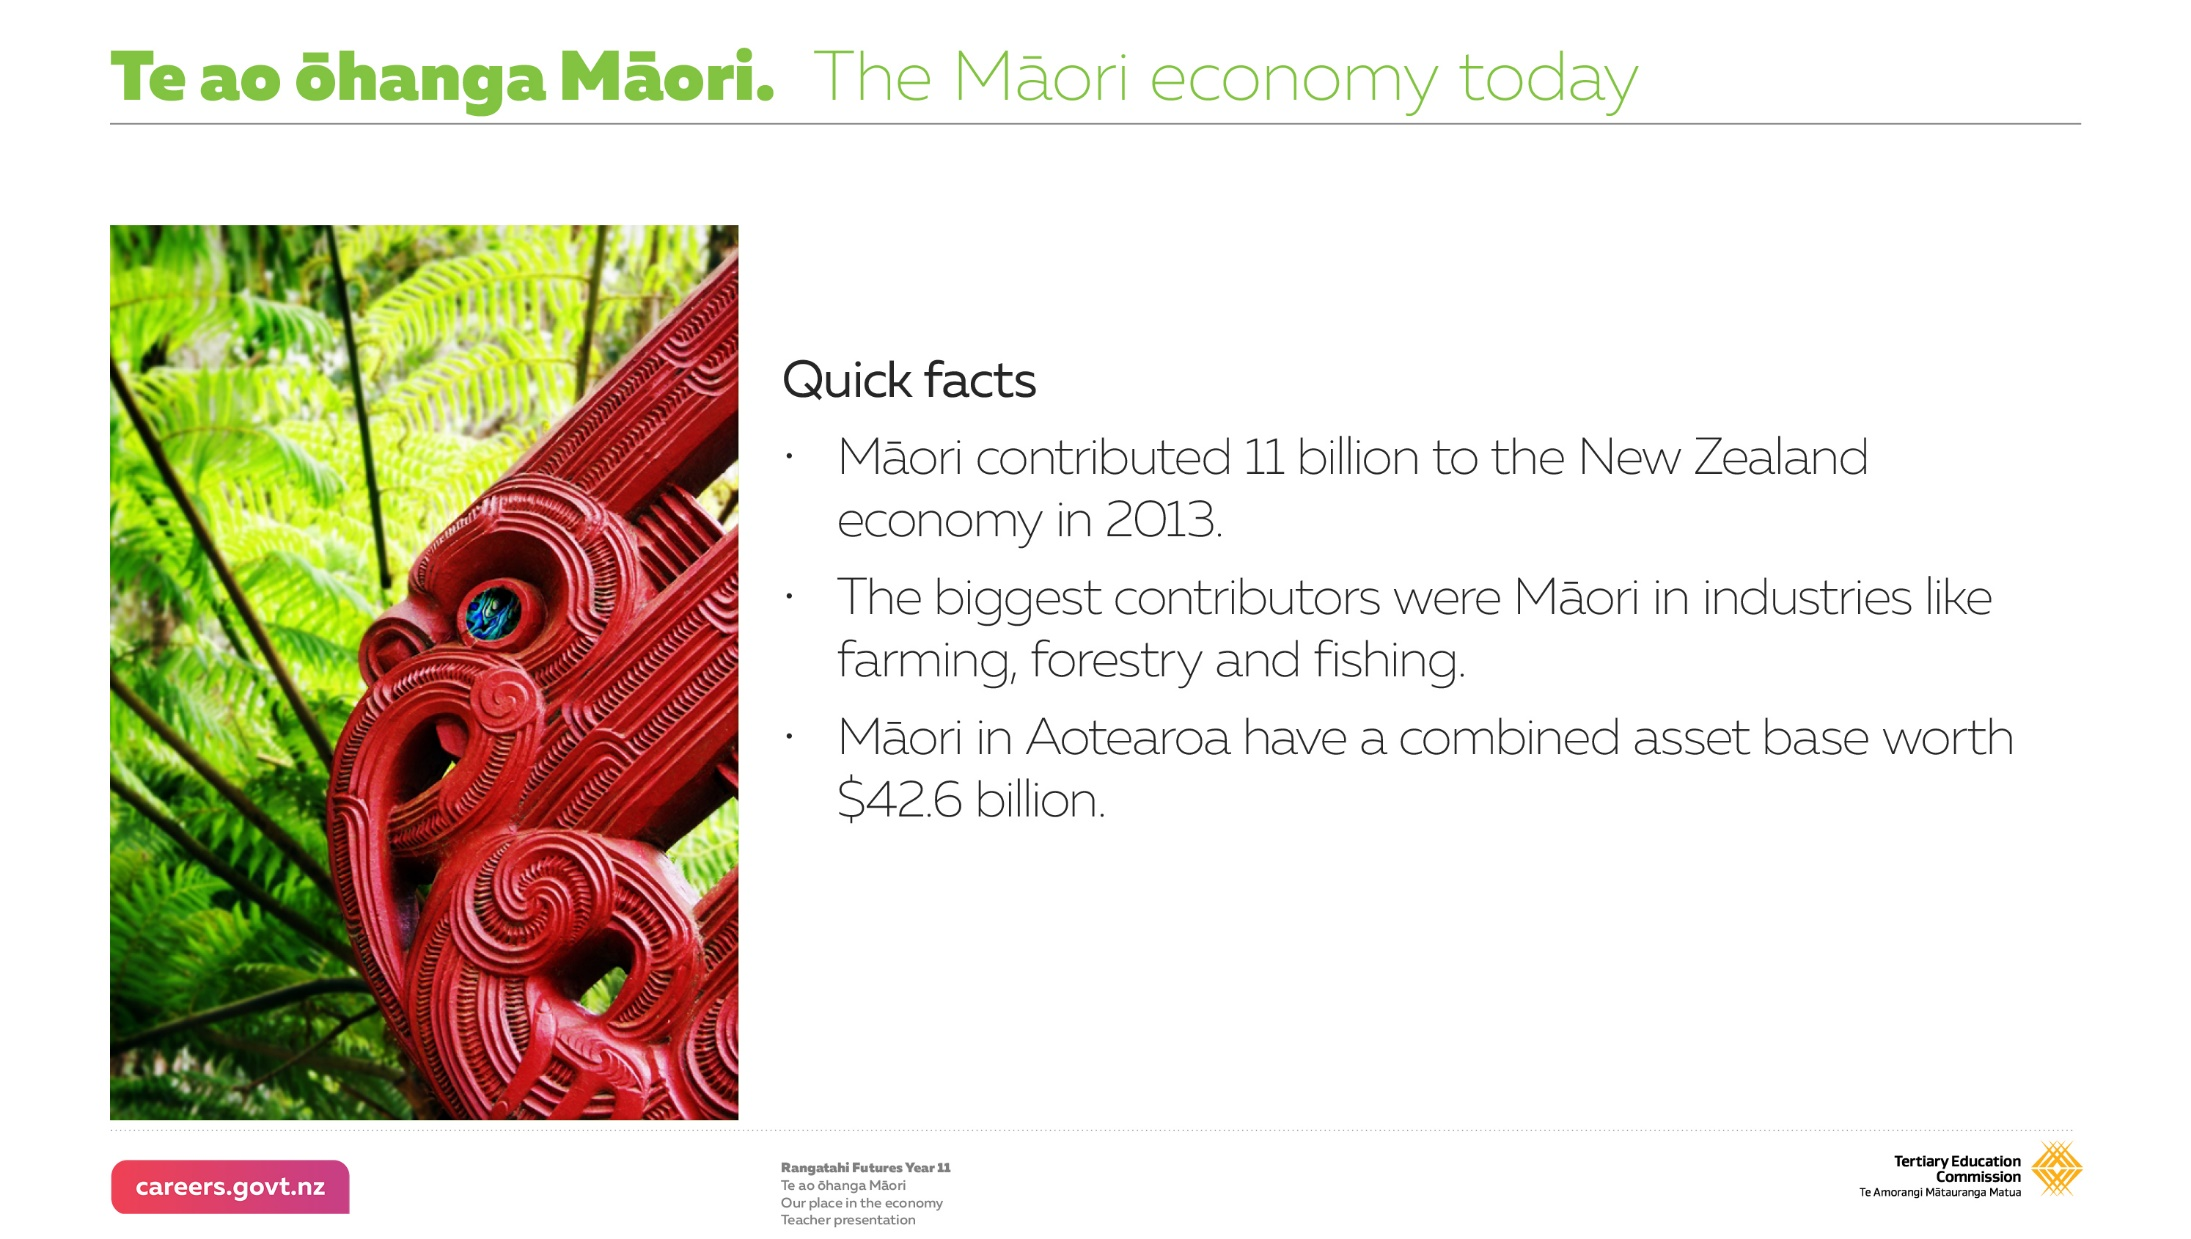 Te ao ōhanga Māori. The Māori economy today
Quick facts
· Māori contributed 11 billion to the New Zealand
economy in 2013.
· The biggest contributors were Māori in industries like
farming, forestry and fishing.
· Māori in Aotearoa have a combined asset base worth
$42.6 billion.
careers.govt.nz
Rangatahi Futures Year 11
Te ao ōhanga Māori
Our place in the economy
Teacher presentation
Tertiary Education
Commission
Te Amorangi Mātauranga Matua